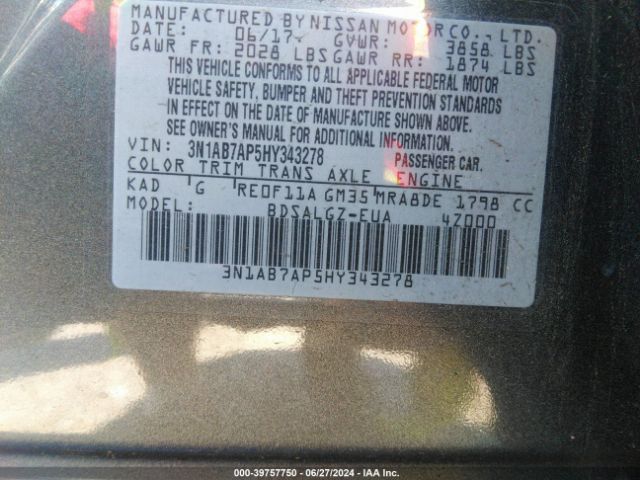 MANUFACTURED BY NISSAN MOTOR CO., LTD.
DATE: 06/17 GVWR: 3858 LBS
GAWR FR: 2028 LBS GAWR RR: 1874 LBS
THIS VEHICLE CONFORMS TO ALL APPLICABLE FEDERAL MOTOR
VEHICLE SAFETY, BUMPER AND THEFT PREVENTION STANDARDS
IN EFFECT ON THE DATE OF MANUFACTURE SHOWN ABOVE.
SEE OWNER'S MANUAL FOR ADDITIONAL INFORMATION.
VIN: 3N1AB7AP5HY343278 PASSENGER CAR.
COLOR TRIM TRANS AXLE ENGINE
KAD G RE0F11A GM35 MRA8DE 1798 CC
MODEL: BDSALGZ-EUA 4Z000
3N1AB7AP5HY343278
000-39757750 | 06/27/2024 - IAA Inc.